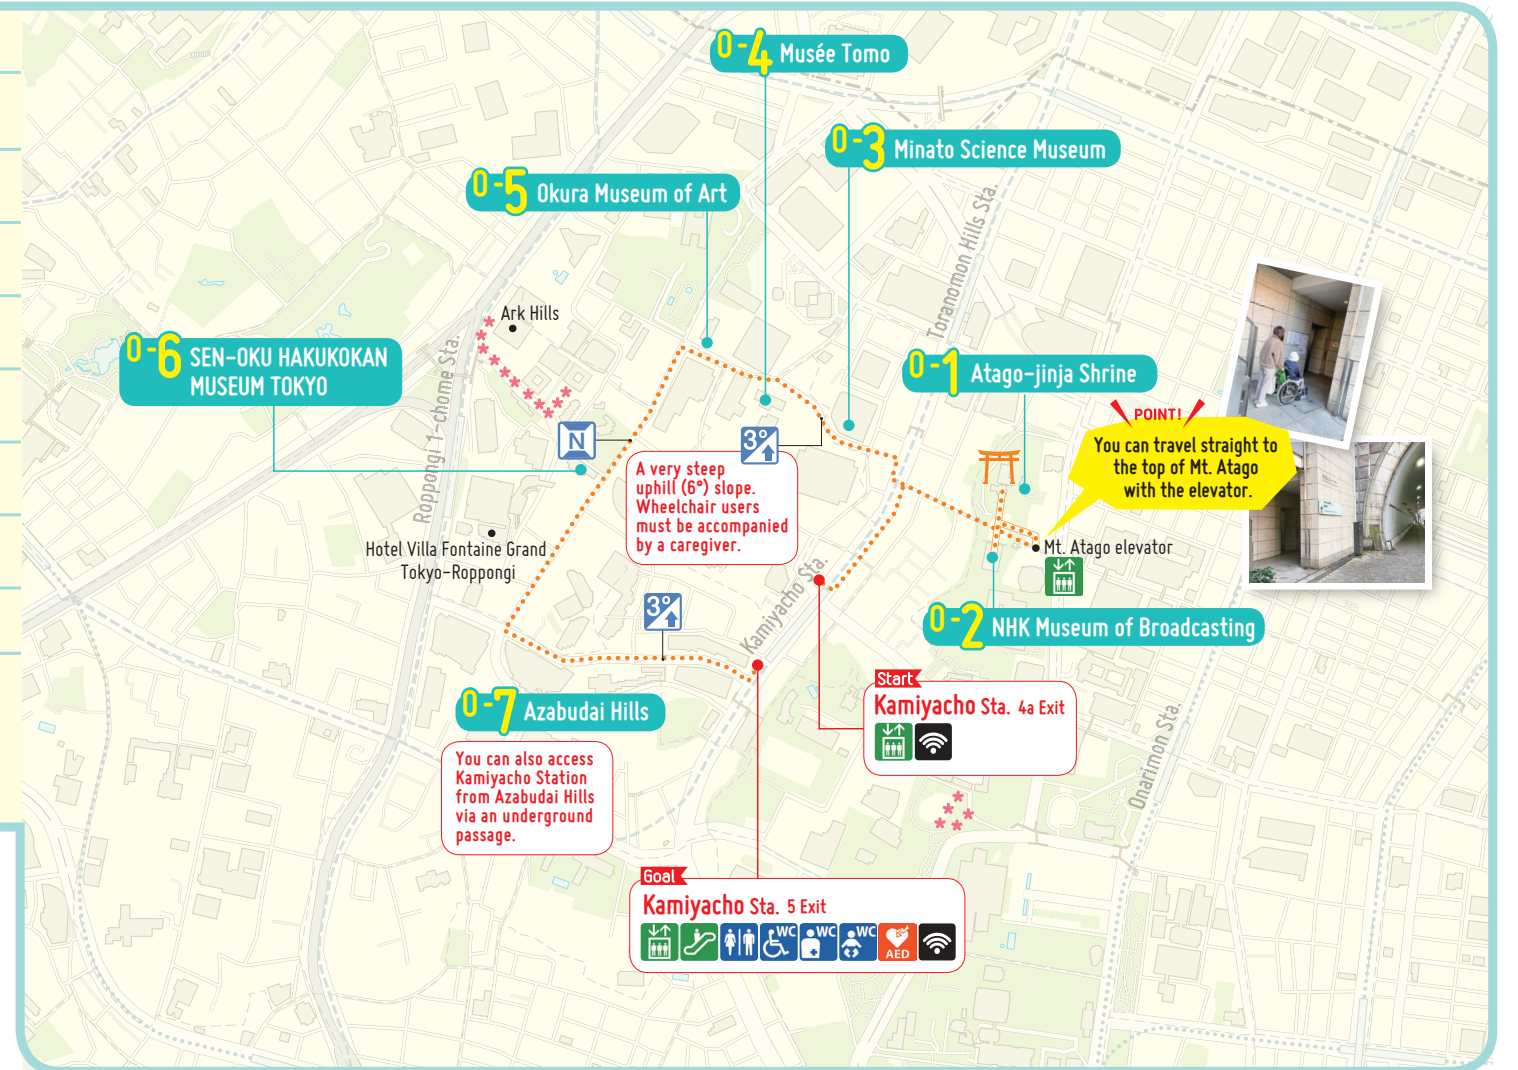 0-4 Musée Tomo
0-3 Minato Science Museum
0-5 Okura Museum of Art
Toranomon Hills Sta.
Ark Hills
0-6 SEN-OKU HAKUKOKAN
MUSEUM TOKYO
Roppongi 1-chome Sta.
0-1 Atago-jinja Shrine
POINT!
You can travel straight to
the top of Mt. Atago
with the elevator.
N
3°
A very steep
uphill (6°) slope.
Wheelchair users
must be accompanied
by a caregiver.
Hotel Villa Fontaine Grand
Tokyo-Roppongi
Mt. Atago elevator
Kamiyacho Sta.
3°
0-2 NHK Museum of Broadcasting
Start
Kamiyacho Sta. 4a Exit
0-7 Azabudai Hills
You can also access
Kamiyacho Station
from Azabudai Hills
via an underground
passage.
Onarimon Sta.
Goal
Kamiyacho Sta. 5 Exit
WC
WC
WC
AED